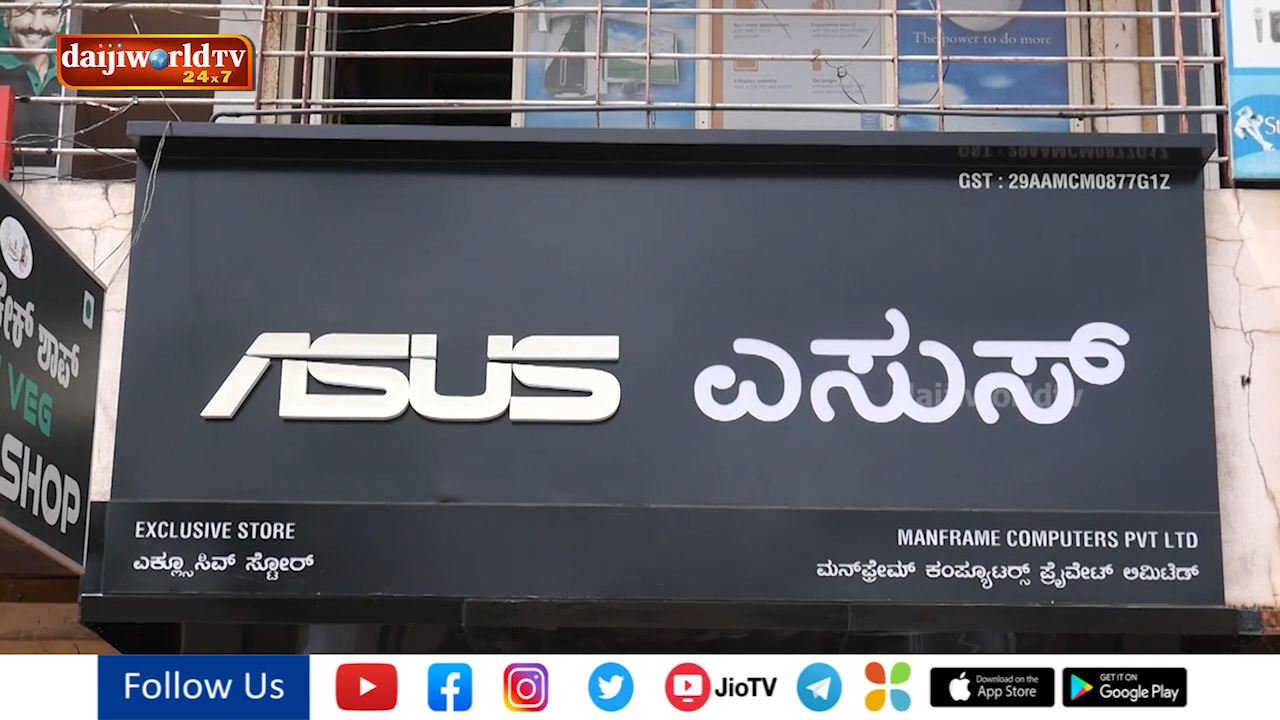 daijiworldTV
24x7
The power to do more
GST : 29AAMCM0877G1Z
ಕೇಕ್ ಶಾಪ್
VEG
SHOP
ASUS ಎಸುಸ್
daijiworldtv
EXCLUSIVE STORE
ಎಕ್ಲ್ಸೂಸಿವ್ ಸ್ಟೋರ್
MANFRAME COMPUTERS PVT LTD
ಮನ್‌ಫ್ರೇಮ್ ಕಂಪ್ಯೂಟರ್ಸ್ ಪ್ರೈವೇಟ್ ಲಿಮಿಟೆಡ್
Follow Us
JioTV
Download on the
App Store
GET IT ON
Google Play